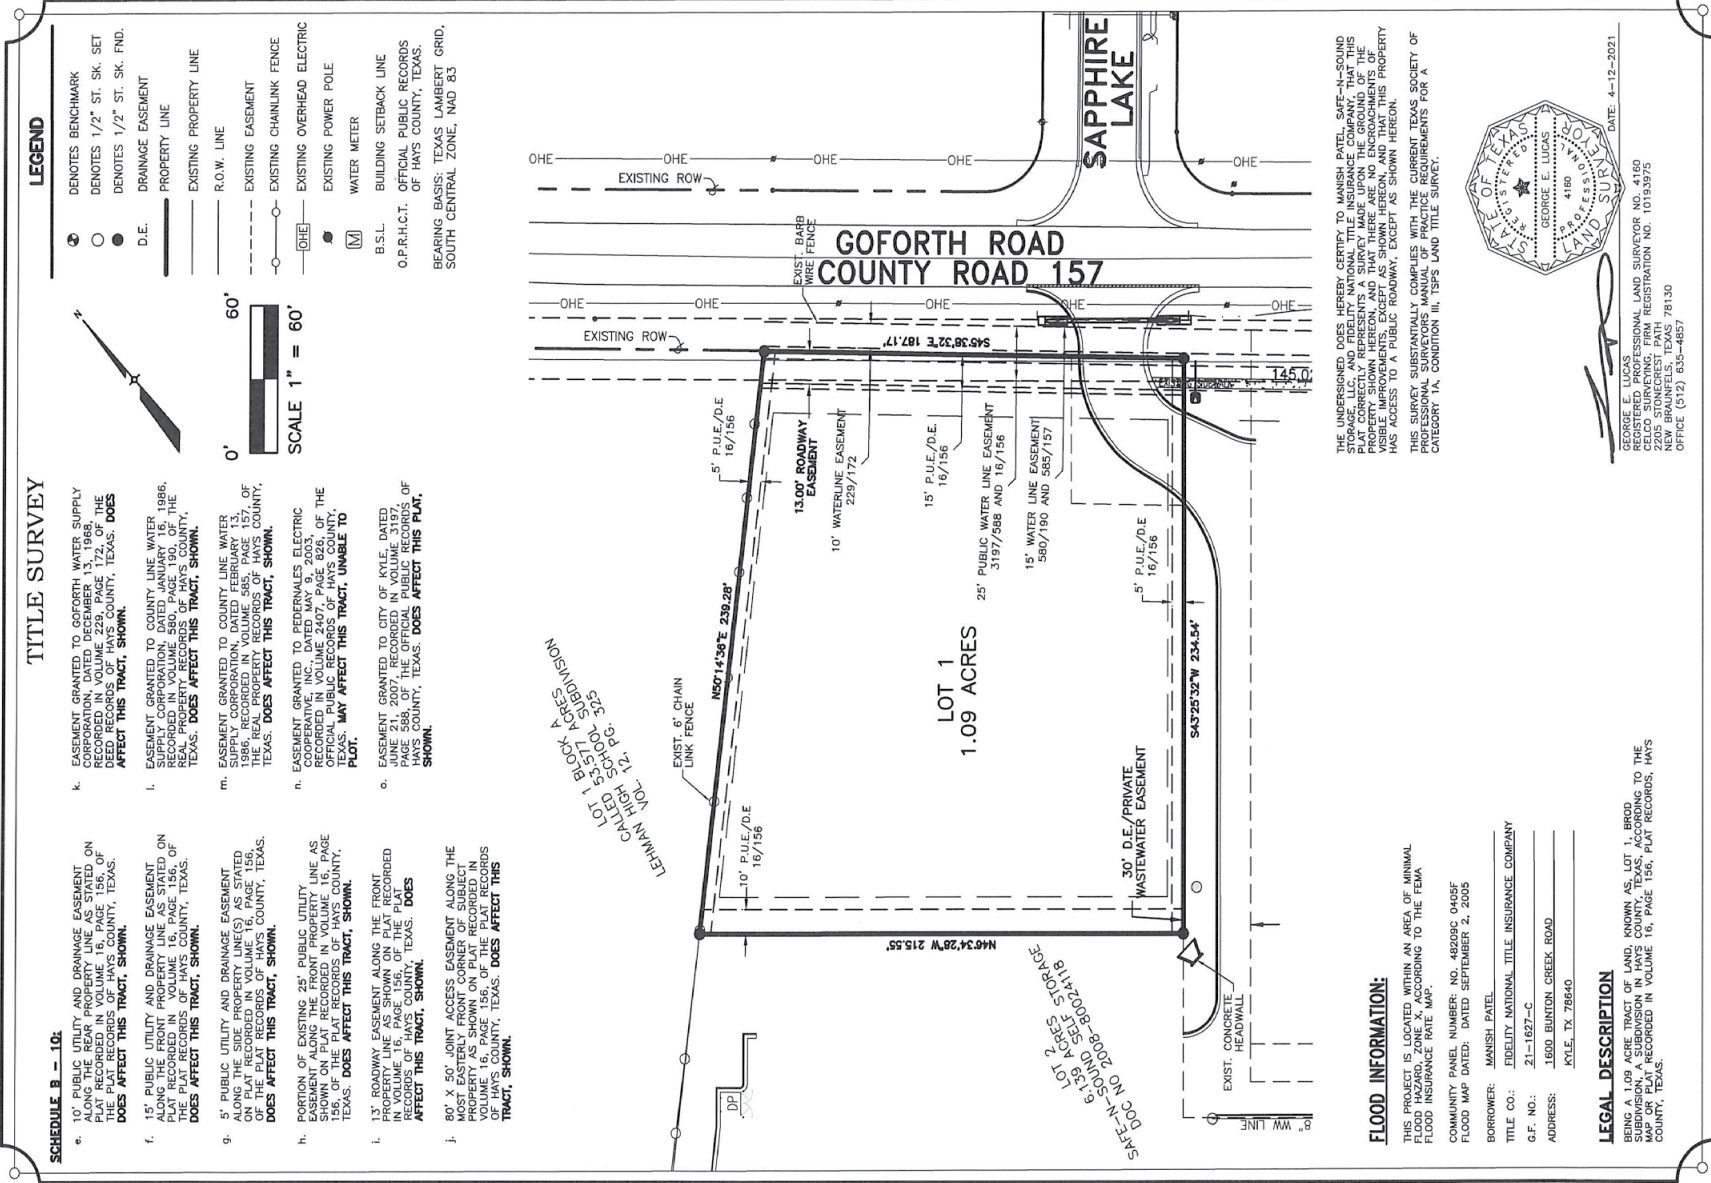 TITLE SURVEY
SCHEDULE B - 10:
e. 10' PUBLIC UTILITY AND DRAINAGE EASEMENT
ALONG THE REAR PROPERTY LINE AS STATED ON
PLAT RECORDED IN VOLUME 16, PAGE 156, OF
THE PLAT RECORDS OF HAYS COUNTY, TEXAS.
DOES AFFECT THIS TRACT, SHOWN.
f. 15' PUBLIC UTILITY AND DRAINAGE EASEMENT
ALONG THE FRONT PROPERTY LINE AS STATED ON
PLAT RECORDED IN VOLUME 16, PAGE 156, OF
THE PLAT RECORDS OF HAYS COUNTY, TEXAS.
DOES AFFECT THIS TRACT, SHOWN.
g. 5' PUBLIC UTILITY AND DRAINAGE EASEMENT
ALONG THE SIDE PROPERTY LINE(S) AS STATED
ON PLAT RECORDED IN VOLUME 16, PAGE 156,
OF THE PLAT RECORDS OF HAYS COUNTY, TEXAS.
DOES AFFECT THIS TRACT, SHOWN.
h. PORTION OF EXISTING 25' PUBLIC UTILITY
EASEMENT ALONG THE FRONT PROPERTY LINE AS
SHOWN ON PLAT RECORDED IN VOLUME 16, PAGE
156, OF THE PLAT RECORDS OF HAYS COUNTY,
TEXAS. DOES AFFECT THIS TRACT, SHOWN.
i. 13' ROADWAY EASEMENT ALONG THE FRONT
PROPERTY LINE AS SHOWN ON PLAT RECORDED
IN VOLUME 16, PAGE 156, OF THE PLAT
RECORDS OF HAYS COUNTY, TEXAS. DOES
AFFECT THIS TRACT, SHOWN.
j. 80' X 50' JOINT ACCESS EASEMENT ALONG THE
MOST EASTERLY FRONT CORNER OF SUBJECT
PROPERTY AS SHOWN ON PLAT RECORDED IN
VOLUME 16, PAGE 156, OF THE PLAT RECORDS
OF HAYS COUNTY, TEXAS. DOES AFFECT THIS
TRACT, SHOWN.
k. EASEMENT GRANTED TO GOFORTH WATER SUPPLY
CORPORATION, DATED DECEMBER 13, 1968,
RECORDED IN VOLUME 229, PAGE 172, OF THE
DEED RECORDS OF HAYS COUNTY, TEXAS. DOES
AFFECT THIS TRACT, SHOWN.
l. EASEMENT GRANTED TO COUNTY LINE WATER
SUPPLY CORPORATION, DATED JANUARY 16, 1986,
RECORDED IN VOLUME 580, PAGE 190, OF THE
REAL PROPERTY RECORDS OF HAYS COUNTY,
TEXAS. DOES AFFECT THIS TRACT, SHOWN.
m. EASEMENT GRANTED TO COUNTY LINE WATER
SUPPLY CORPORATION, DATED FEBRUARY 13,
1986, RECORDED IN VOLUME 585, PAGE 157, OF
THE REAL PROPERTY RECORDS OF HAYS COUNTY,
TEXAS. DOES AFFECT THIS TRACT, SHOWN.
n. EASEMENT GRANTED TO PEDERNALES ELECTRIC
COOPERATIVE, INC., DATED MAY 9, 2003,
RECORDED IN VOLUME 2407, PAGE 826, OF THE
OFFICIAL PUBLIC RECORDS OF HAYS COUNTY,
TEXAS. MAY AFFECT THIS TRACT, UNABLE TO
PLOT.
o. EASEMENT GRANTED TO CITY OF KYLE, DATED
JUNE 21, 2007, RECORDED IN VOLUME 3197,
PAGE 588, OF THE OFFICIAL PUBLIC RECORDS OF
HAYS COUNTY, TEXAS. DOES AFFECT THIS PLAT,
SHOWN.
N
0' 60'
SCALE 1" = 60'
LEGEND
DENOTES BENCHMARK
DENOTES 1/2" ST. SK. SET
DENOTES 1/2" ST. SK. FND.
D.E. DRAINAGE EASEMENT
PROPERTY LINE
EXISTING PROPERTY LINE
R.O.W. LINE
EXISTING EASEMENT
EXISTING CHAINLINK FENCE
OHE EXISTING OVERHEAD ELECTRIC
EXISTING POWER POLE
M WATER METER
B.S.L. BUILDING SETBACK LINE
O.P.R.H.C.T. OFFICIAL PUBLIC RECORDS
OF HAYS COUNTY, TEXAS.
BEARING BASIS: TEXAS LAMBERT GRID,
SOUTH CENTRAL ZONE, NAD 83
OHE OHE OHE OHE OHE
EXISTING ROW
SAPPHIRE
LAKE
GOFORTH ROAD
COUNTY ROAD 157
EXIST. BARB
WIRE FENCE
OHE OHE OHE OHE OHE
EXISTING ROW
S45°38'32"E 187.17'
145.0
5' P.U.E./D.E
16/156
13.00' ROADWAY
EASEMENT
10' WATERLINE EASEMENT
229/172
15' P.U.E./D.E.
16/156
25' PUBLIC WATER LINE EASEMENT
3197/588 AND 16/156
15' WATER LINE EASEMENT
580/190 AND 585/157
5' P.U.E./D.E
16/156
N50°14'36"E 239.28'
LOT 1 BLOCK A
CALLED 53.577 ACRES
LEHMAN HIGH SCHOOL SUBDIVISION
VOL. 12, PG. 325
EXIST. 6' CHAIN
LINK FENCE
LOT 1
1.09 ACRES
S43°25'32"W 234.54'
10' P.U.E./D.E
16/156
30' D.E./PRIVATE
WASTEWATER EASEMENT
N46°34'28"W 215.55'
LOT 2
6.139 ACRES
SAFE-N-SOUND SELF STORAGE
DOC NO 2008-80024118
EXIST. CONCRETE
HEADWALL
DP
8" WW LINE
FLOOD INFORMATION:
THIS PROJECT IS LOCATED WITHIN AN AREA OF MINIMAL
FLOOD HAZARD, ZONE X, ACCORDING TO THE FEMA
FLOOD INSURANCE RATE MAP.
COMMUNITY PANEL NUMBER: NO. 48209C 0405F
FLOOD MAP DATED: DATED SEPTEMBER 2, 2005
BORROWER: MANISH PATEL
TITLE CO.: FIDELITY NATIONAL TITLE INSURANCE COMPANY
G.F. NO.: 21-1627-C
ADDRESS: 1600 BUNTON CREEK ROAD
KYLE, TX 78640
LEGAL DESCRIPTION
BEING A 1.09 ACRE TRACT OF LAND, KNOWN AS, LOT 1, BROD
SUBDIVISION, A SUBDIVISION IN HAYS COUNTY, TEXAS, ACCORDING TO THE
MAP OR PLAT RECORDED IN VOLUME 16, PAGE 156, PLAT RECORDS, HAYS
COUNTY, TEXAS.
THE UNDERSIGNED DOES HEREBY CERTIFY TO MANISH PATEL, SAFE-N-SOUND
STORAGE, LLC, AND FIDELITY NATIONAL TITLE INSURANCE COMPANY, THAT THIS
PLAT CORRECTLY REPRESENTS A SURVEY MADE UPON THE GROUND OF THE
PROPERTY SHOWN HEREON, AND THAT THERE ARE NO ENCROACHMENTS OF
VISIBLE IMPROVEMENTS, EXCEPT AS SHOWN HEREON, AND THAT THIS PROPERTY
HAS ACCESS TO A PUBLIC ROADWAY, EXCEPT AS SHOWN HEREON.
THIS SURVEY SUBSTANTIALLY COMPLIES WITH THE CURRENT TEXAS SOCIETY OF
PROFESSIONAL SURVEYORS MANUAL OF PRACTICE REQUIREMENTS FOR A
CATEGORY 1A, CONDITION III, TSPS LAND TITLE SURVEY.
STATE OF TEXAS
REGISTERED
GEORGE E. LUCAS
4160
PROFESSIONAL
LAND SURVEYOR
DATE: 4-12-2021
GEORGE E. LUCAS
REGISTERED PROFESSIONAL LAND SURVEYOR NO. 4160
CELCO SURVEYING, FIRM REGISTRATION NO. 10193975
2205 STONECREST PATH
NEW BRAUNFELS, TEXAS 78130
OFFICE (512) 635-4857